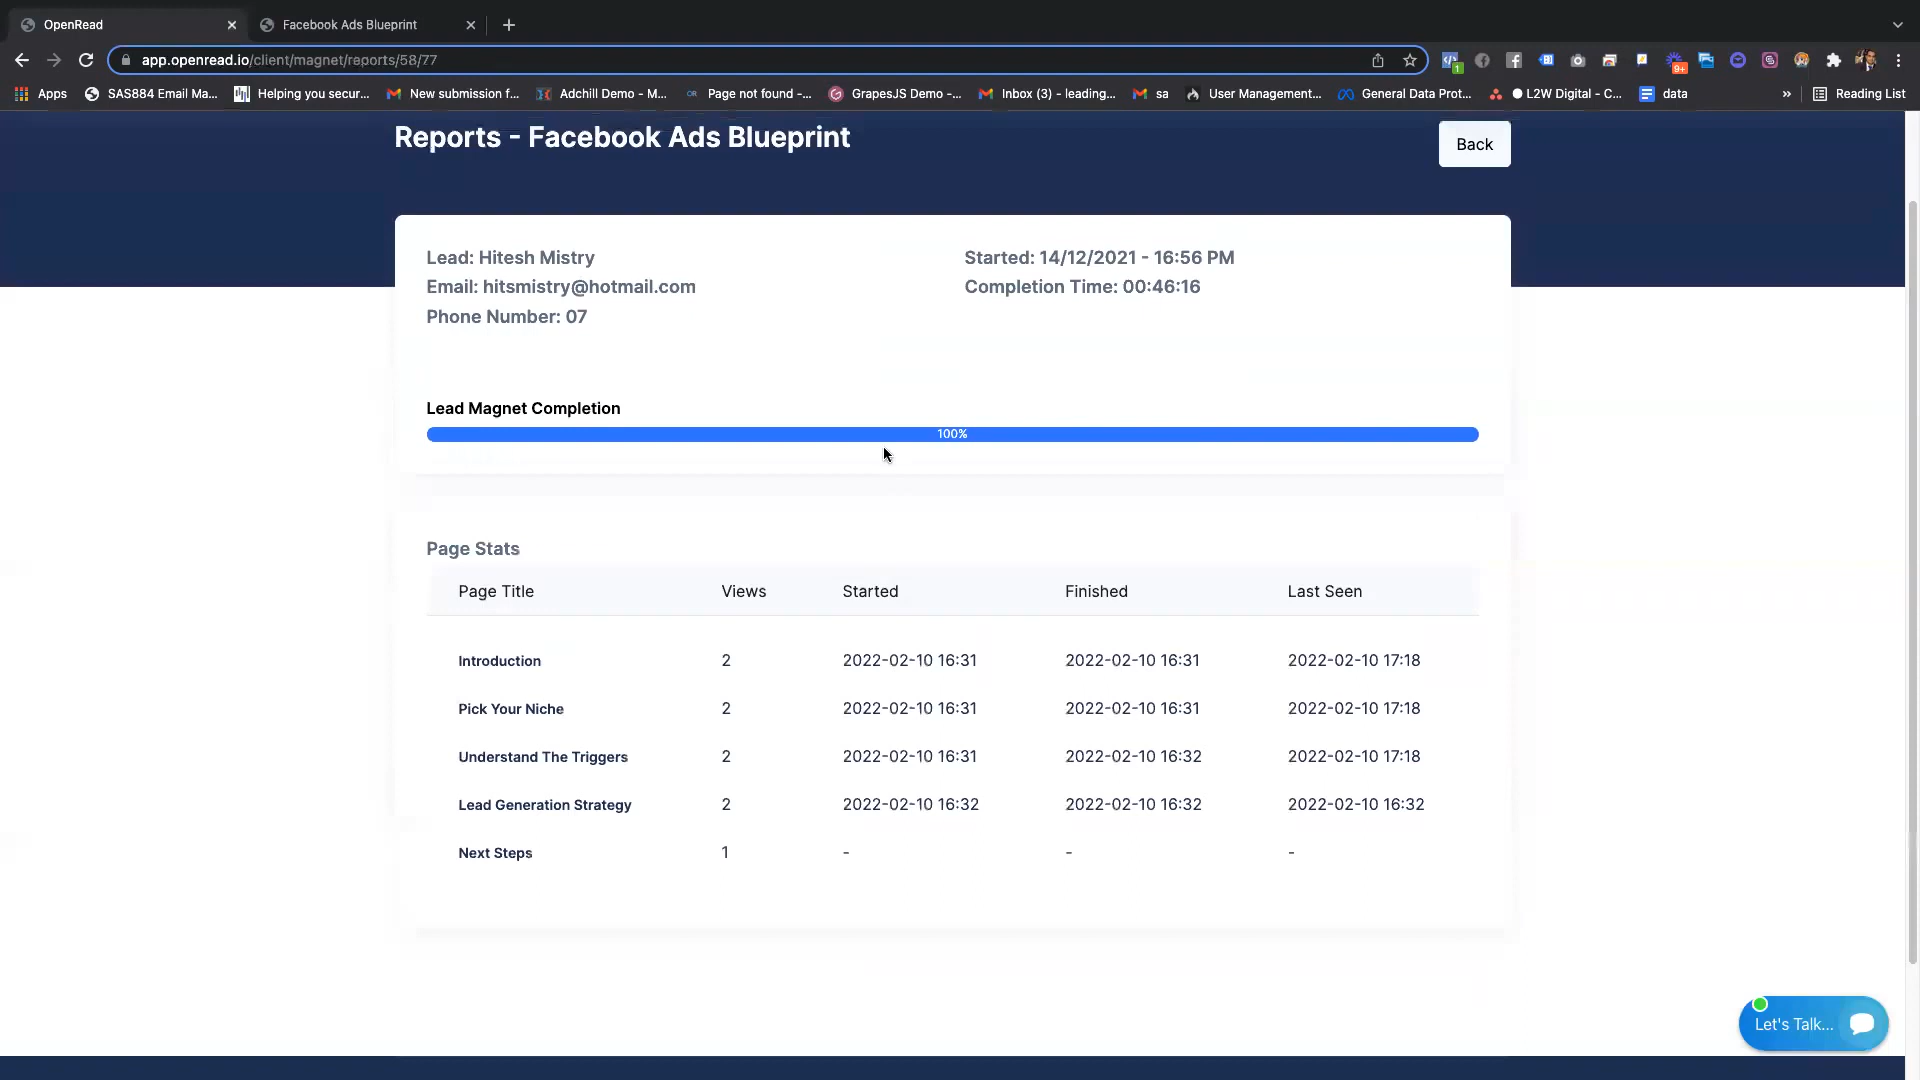 OpenRead
Facebook Ads Blueprint
app.openread.io/client/magnet/reports/58/77
1
9+
Apps
SAS884 Email Ma...
Helping you secur...
New submission f...
Adchill Demo - M...
Page not found -...
GrapesJS Demo -...
Inbox (3) - leading...
sa
User Management...
General Data Prot...
L2W Digital - C...
data
»
Reading List
Reports - Facebook Ads Blueprint
Back
Lead: Hitesh Mistry
Email: hitsmistry@hotmail.com
Phone Number: 07
Started: 14/12/2021 - 16:56 PM
Completion Time: 00:46:16
Lead Magnet Completion
100%
Page Stats
Page Title Views Started Finished Last Seen
Introduction 2 2022-02-10 16:31 2022-02-10 16:31 2022-02-10 17:18
Pick Your Niche 2 2022-02-10 16:31 2022-02-10 16:31 2022-02-10 17:18
Understand The Triggers 2 2022-02-10 16:31 2022-02-10 16:32 2022-02-10 17:18
Lead Generation Strategy 2 2022-02-10 16:32 2022-02-10 16:32 2022-02-10 16:32
Next Steps 1 - - -
Let's Talk...